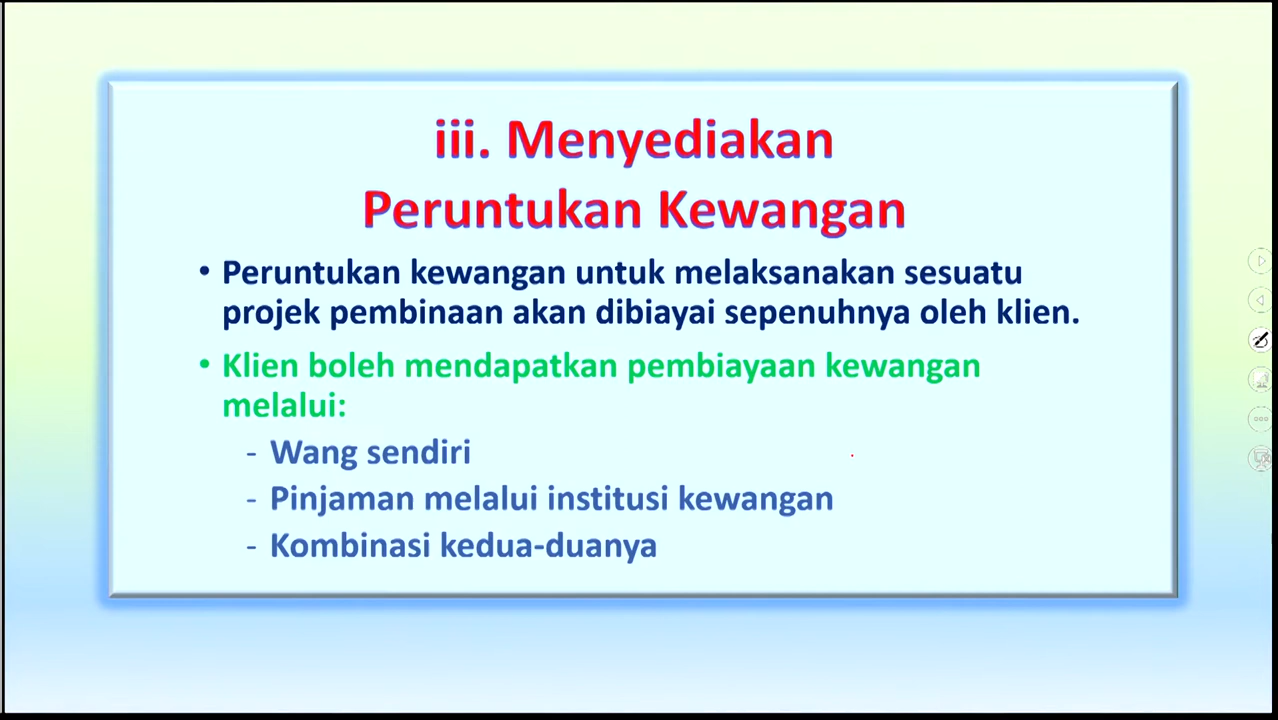 iii. Menyediakan
Peruntukan Kewangan
• Peruntukan kewangan untuk melaksanakan sesuatu
projek pembinaan akan dibiayai sepenuhnya oleh klien.
• Klien boleh mendapatkan pembiayaan kewangan
melalui:
- Wang sendiri
- Pinjaman melalui institusi kewangan
- Kombinasi kedua-duanya